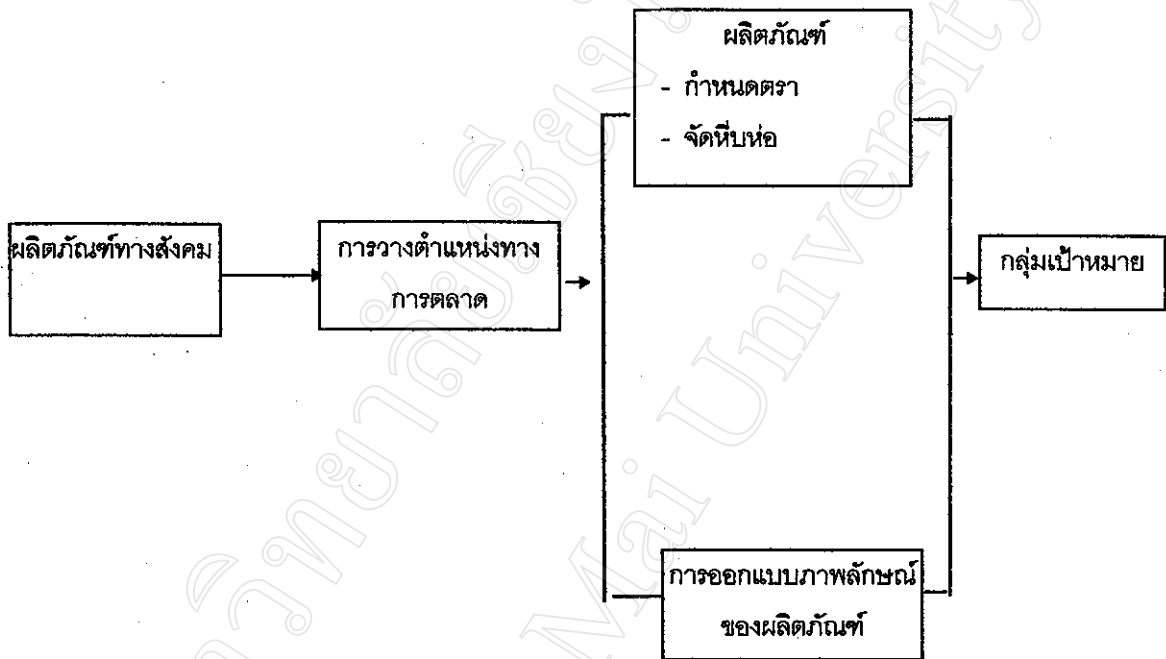 ผลิตภัณฑ์ทางสังคม
การวางตำแหน่งทาง
การตลาด
ผลิตภัณฑ์
- กำหนดตรา
- จัดหีบห่อ
การออกแบบภาพลักษณ์
ของผลิตภัณฑ์
กลุ่มเป้าหมาย
Mai University